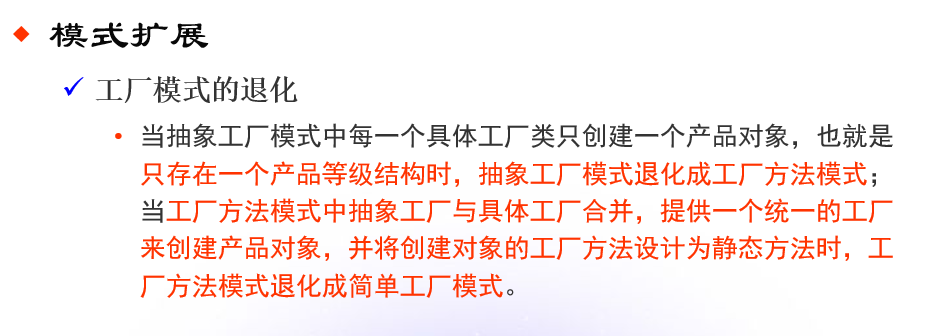 模式扩展
工厂模式的退化
当抽象工厂模式中每一个具体工厂类只创建一个产品对象，也就是
只存在一个产品等级结构时，抽象工厂模式退化成工厂方法模式；
当工厂方法模式中抽象工厂与具体工厂合并，提供一个统一的工厂
来创建产品对象，并将创建对象的工厂方法设计为静态方法时，工
厂方法模式退化成简单工厂模式。